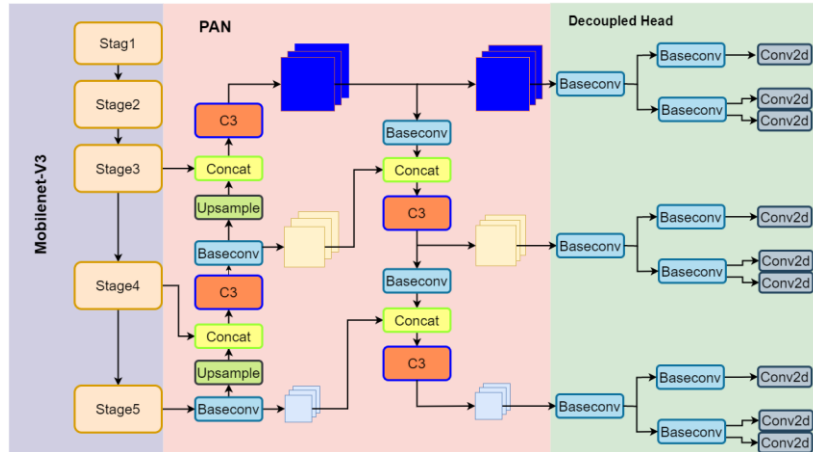 Mobilenet-V3
Stag1
Stage2
Stage3
Stage4
Stage5
PAN
C3
Concat
Upsample
Baseconv
C3
Concat
Upsample
Baseconv
Baseconv
Concat
C3
Baseconv
Concat
C3
Decoupled Head
Baseconv
Baseconv
Conv2d
Baseconv
Conv2d
Conv2d
Baseconv
Baseconv
Conv2d
Baseconv
Conv2d
Conv2d
Baseconv
Baseconv
Conv2d
Baseconv
Conv2d
Conv2d